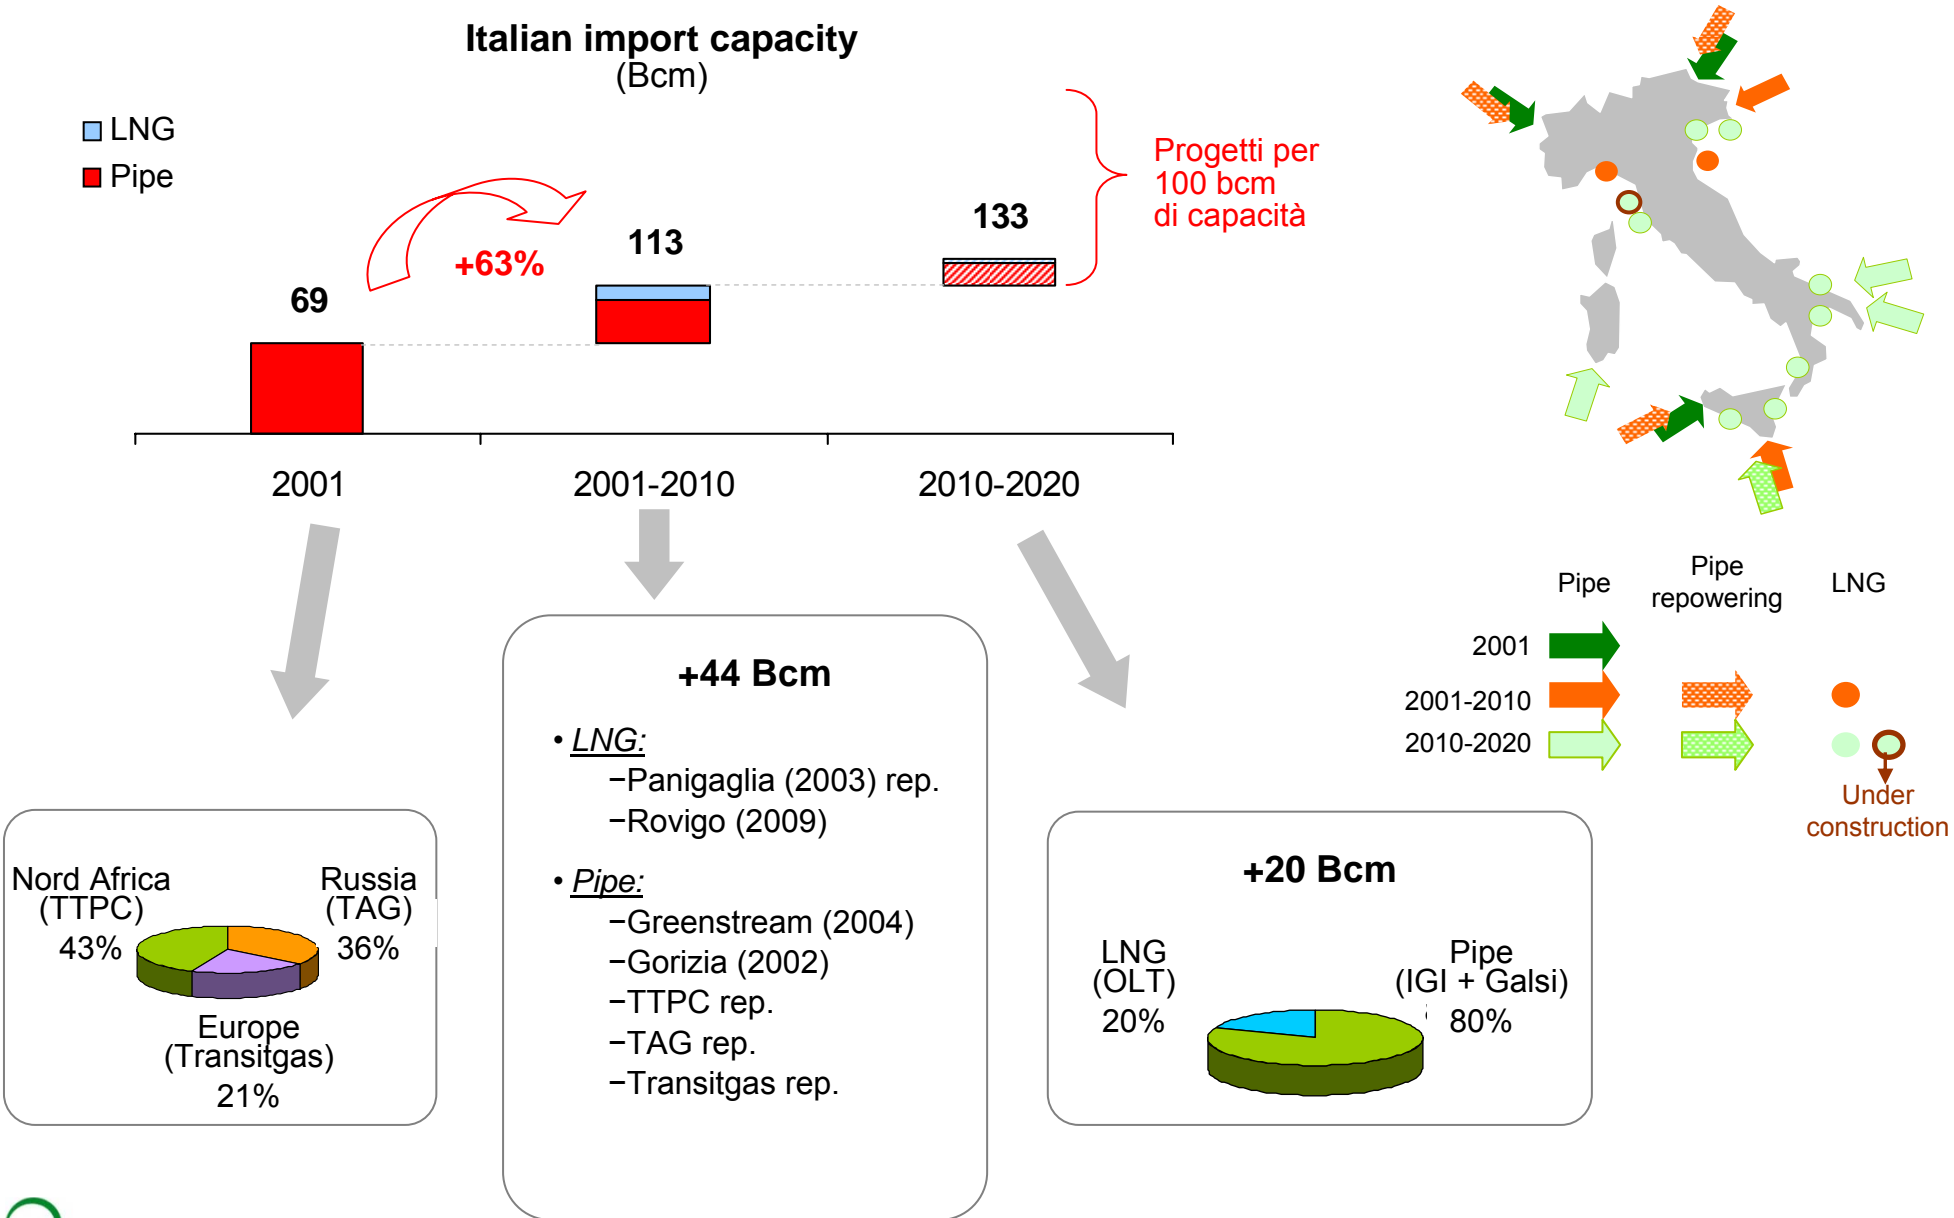 Italian import capacity
(Bcm)
LNG
Pipe
69
+63%
113
133
Progetti per
100 bcm
di capacità
2001
2001-2010
2010-2020
Nord Africa
(TTPC)
43%
Russia
(TAG)
36%
Europe
(Transitgas)
21%
+44 Bcm
• LNG:
−Panigaglia (2003) rep.
−Rovigo (2009)
• Pipe:
−Greenstream (2004)
−Gorizia (2002)
−TTPC rep.
−TAG rep.
−Transitgas rep.
+20 Bcm
LNG
(OLT)
20%
Pipe
(IGI + Galsi)
80%
Pipe
Pipe
repowering
LNG
2001
2001-2010
2010-2020
Under
construction